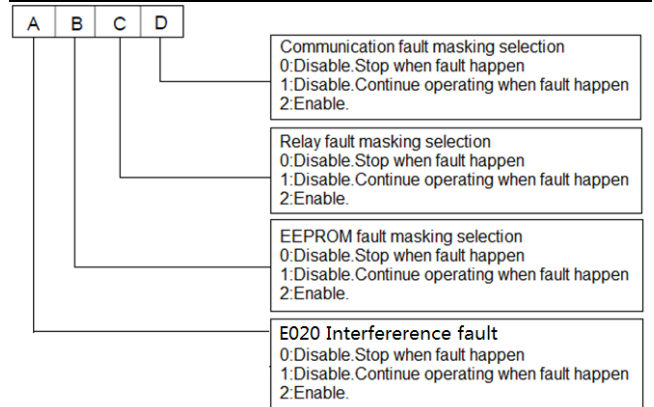 A B C D
Communication fault masking selection
0:Disable.Stop when fault happen
1:Disable.Continue operating when fault happen
2:Enable.
Relay fault masking selection
0:Disable.Stop when fault happen
1:Disable.Continue operating when fault happen
2:Enable.
EEPROM fault masking selection
0:Disable.Stop when fault happen
1:Disable.Continue operating when fault happen
2:Enable.
E020 Interfererence fault
0:Disable.Stop when fault happen
1:Disable.Continue operating when fault happen
2:Enable.